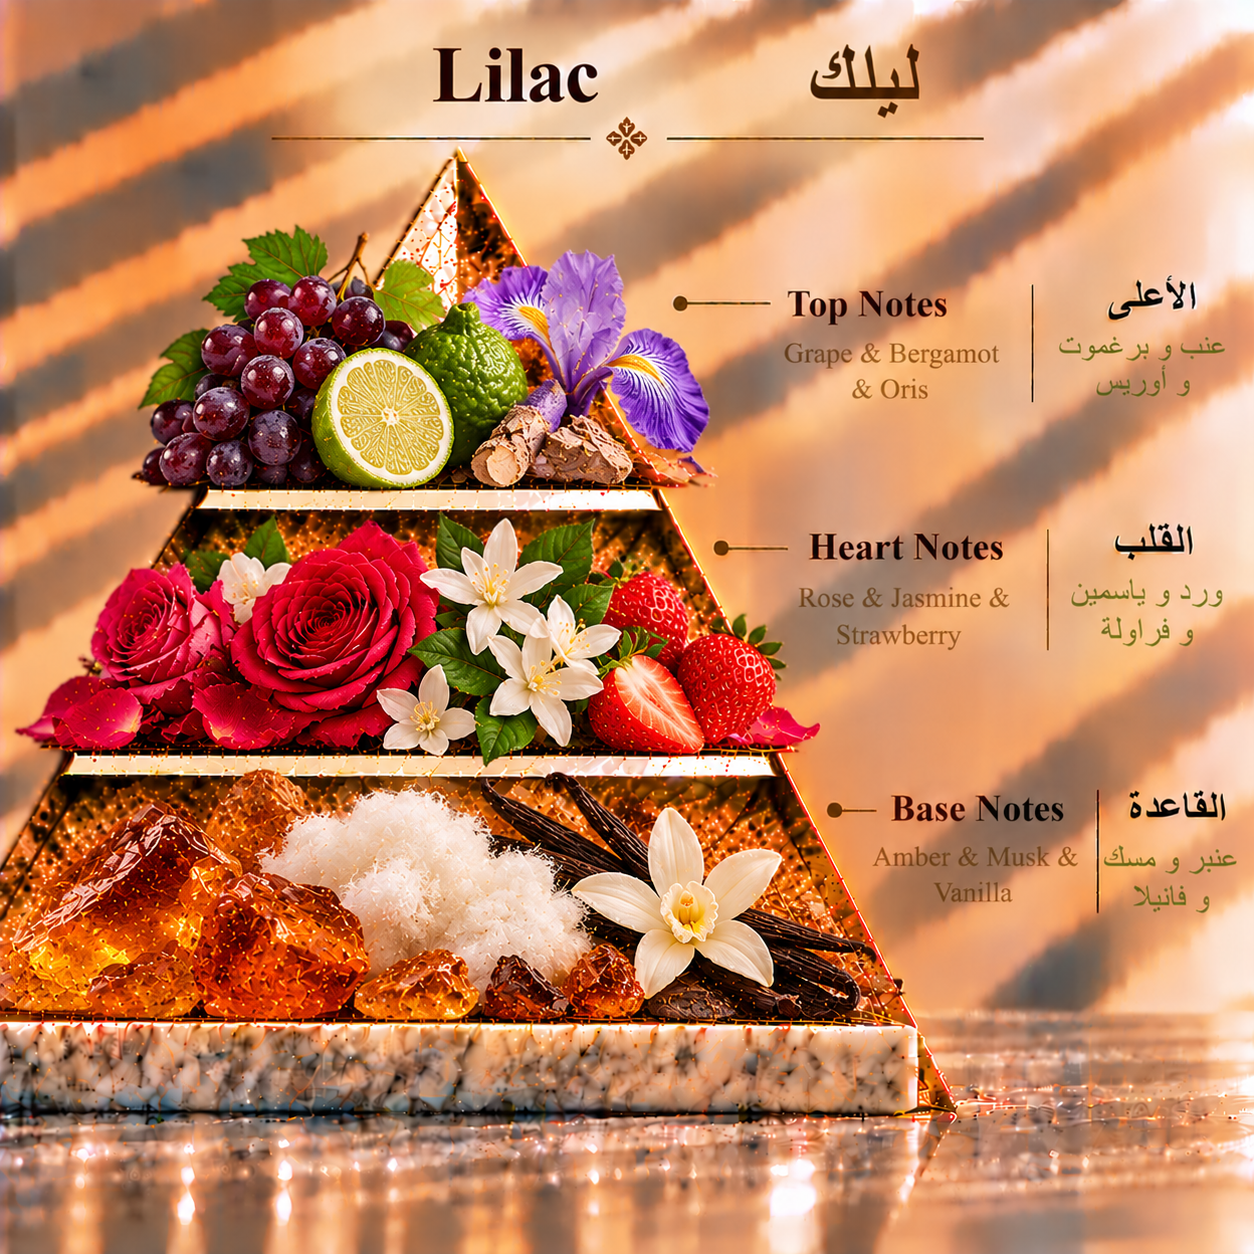 Lilac
ليلك
Top Notes
Grape & Bergamot
& Oris
الأعلى
عنب و برغموت
و أوريس
Heart Notes
Rose & Jasmine &
Strawberry
القلب
ورد و ياسمين
و فراولة
Base Notes
Amber & Musk &
Vanilla
القاعدة
عنبر و مسك
و فانيلا